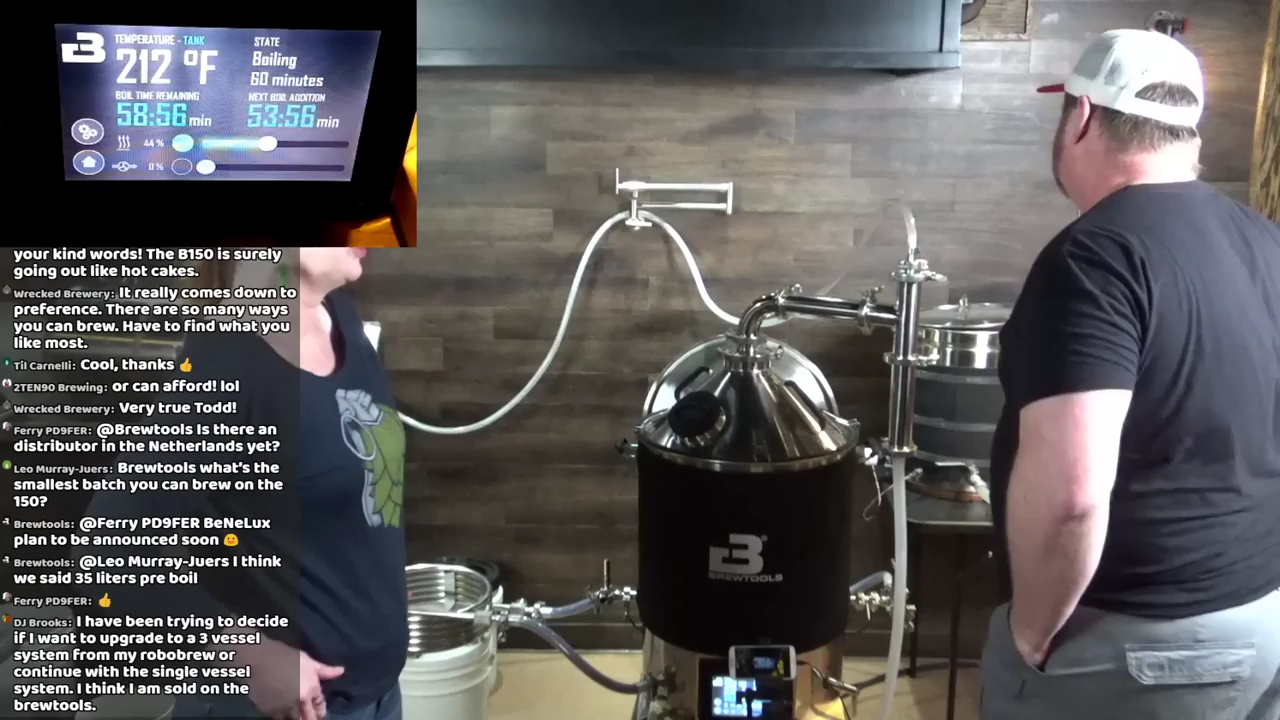 TEMPERATURE - TANK
212 °F
STATE
Boiling
60 minutes
BOIL TIME REMAINING
58:56 min
NEXT BOIL ADDITION
53:56 min
44 %
0 %
your kind words! The B150 is surely
going out like hot cakes.
Wrecked Brewery: It really comes down to
preference. There are so many ways
you can brew. Have to find what you
like most.
Til Carnelli: Cool, thanks 👍
2TEN90 Brewing: or can afford! lol
Wrecked Brewery: Very true Todd!
Ferry PD9FER: @Brewtools Is there an
distributor in the Netherlands yet?
Leo Murray-Juers: Brewtools what's the
smallest batch you can brew on the
150?
Brewtools: @Ferry PD9FER BeNeLux
plan to be announced soon 🙂
Brewtools: @Leo Murray-Juers I think
we said 35 liters pre boil
Ferry PD9FER: 👍
DJ Brooks: I have been trying to decide
if I want to upgrade to a 3 vessel
system from my robobrew or
continue with the single vessel
system. I think I am sold on the
brewtools.
B
BREWTOOLS